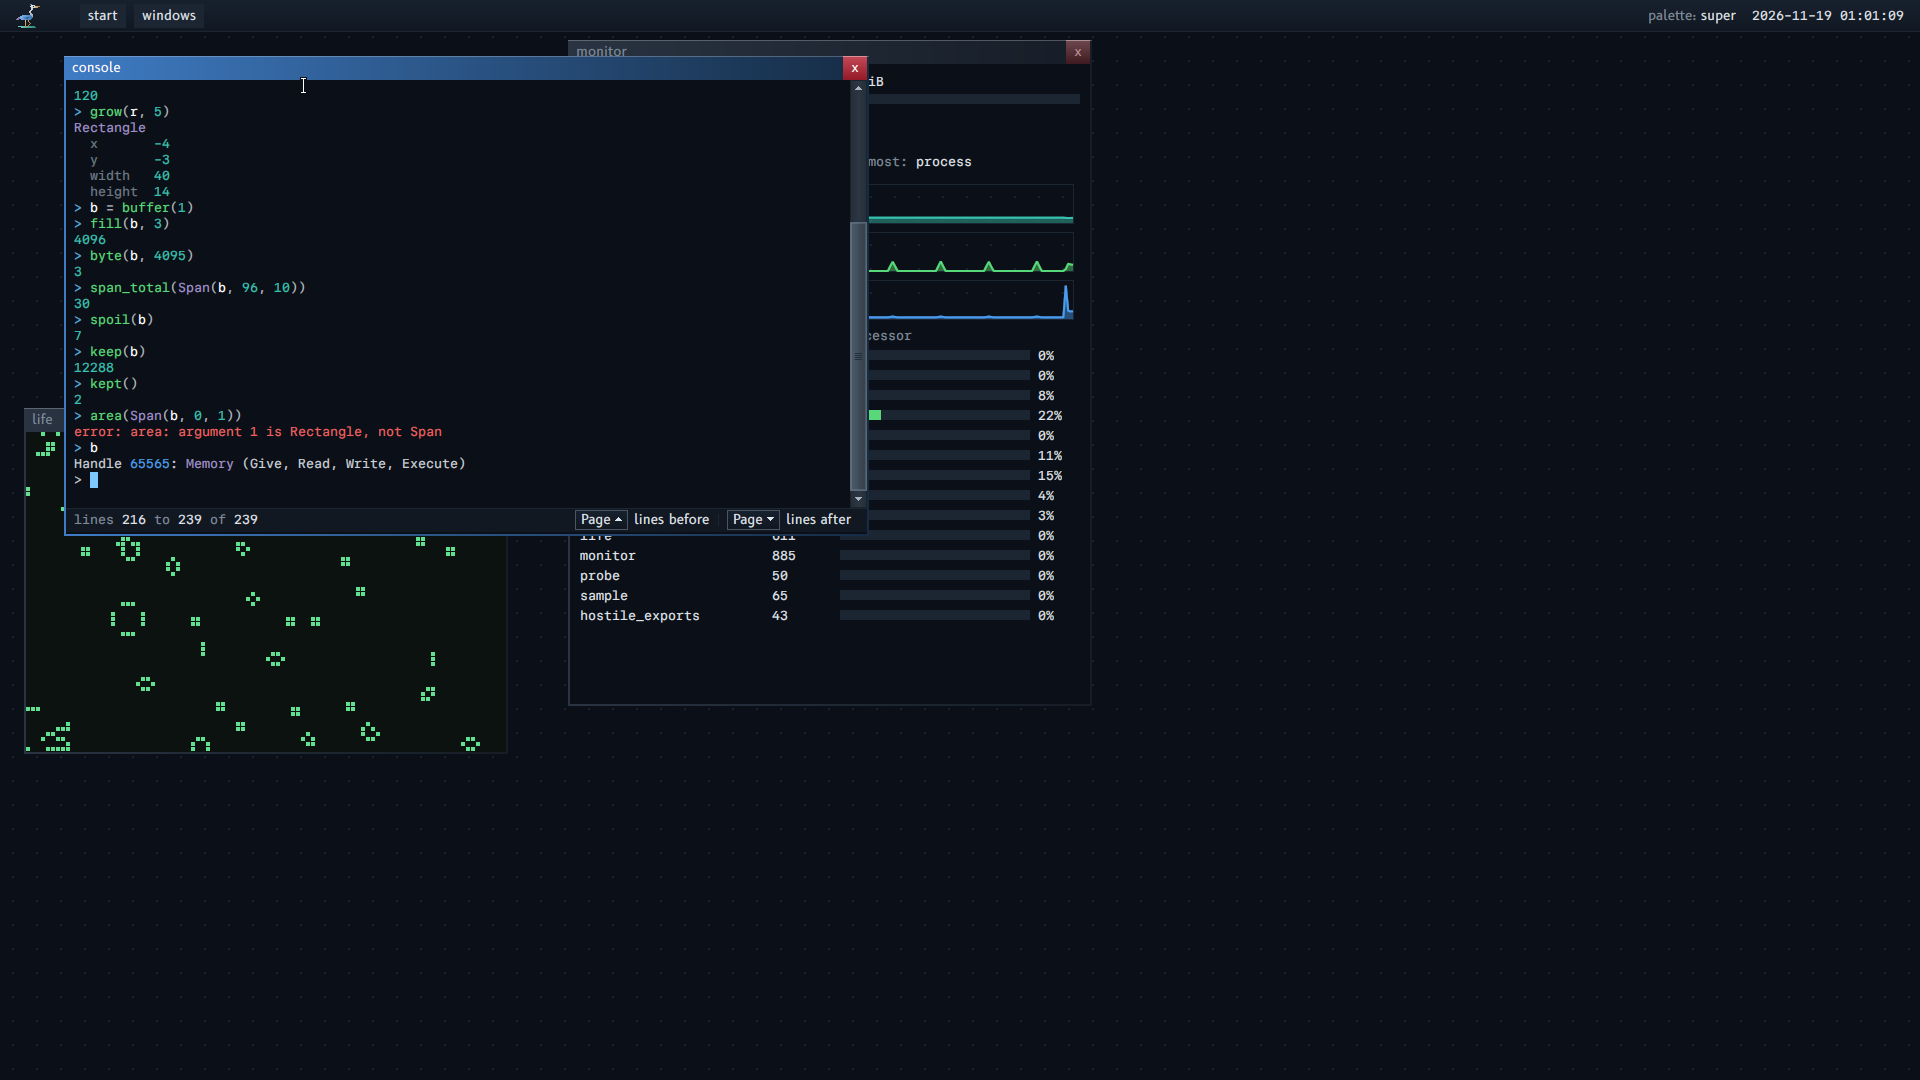 start windows palette: super 2026-11-19 01:01:09
monitor x
console x
iB
120
> grow(r, 5)
Rectangle
x -4
y -3
width 40
height 14
> b = buffer(1)
> fill(b, 3)
4096
> byte(b, 4095)
3
> span_total(Span(b, 96, 10))
30
> spoil(b)
7
> keep(b)
12288
> kept()
2
> area(Span(b, 0, 1))
error: area: argument 1 is Rectangle, not Span
> b
Handle 65565: Memory (Give, Read, Write, Execute)
>
lines 216 to 239 of 239 Page lines before Page lines after
most: process
cessor
0%
0%
8%
22%
0%
11%
15%
4%
3%
life 0%
monitor 885 0%
probe 50 0%
sample 65 0%
hostile_exports 43 0%
life